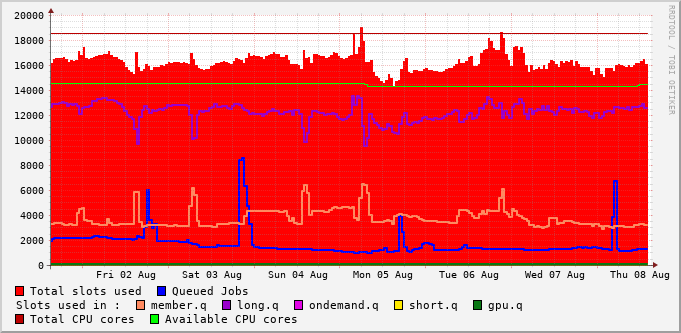 RRDTOOL / TOBI OETIKER
20000
18000
16000
14000
12000
10000
8000
6000
4000
2000
0
Fri 02 Aug Sat 03 Aug Sun 04 Aug Mon 05 Aug Tue 06 Aug Wed 07 Aug Thu 08 Aug
Total slots used Queued Jobs
Slots used in : member.q long.q ondemand.q short.q gpu.q
Total CPU cores Available CPU cores